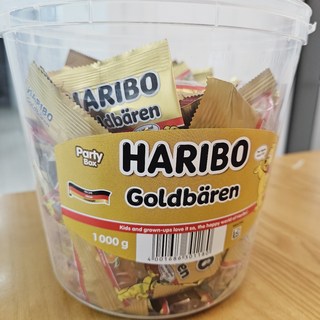 HARIBO
Goldbären
Party
Box
HARIBO
Goldbären
Kids and grown-ups love it so, the happy world of Haribo
1000 g